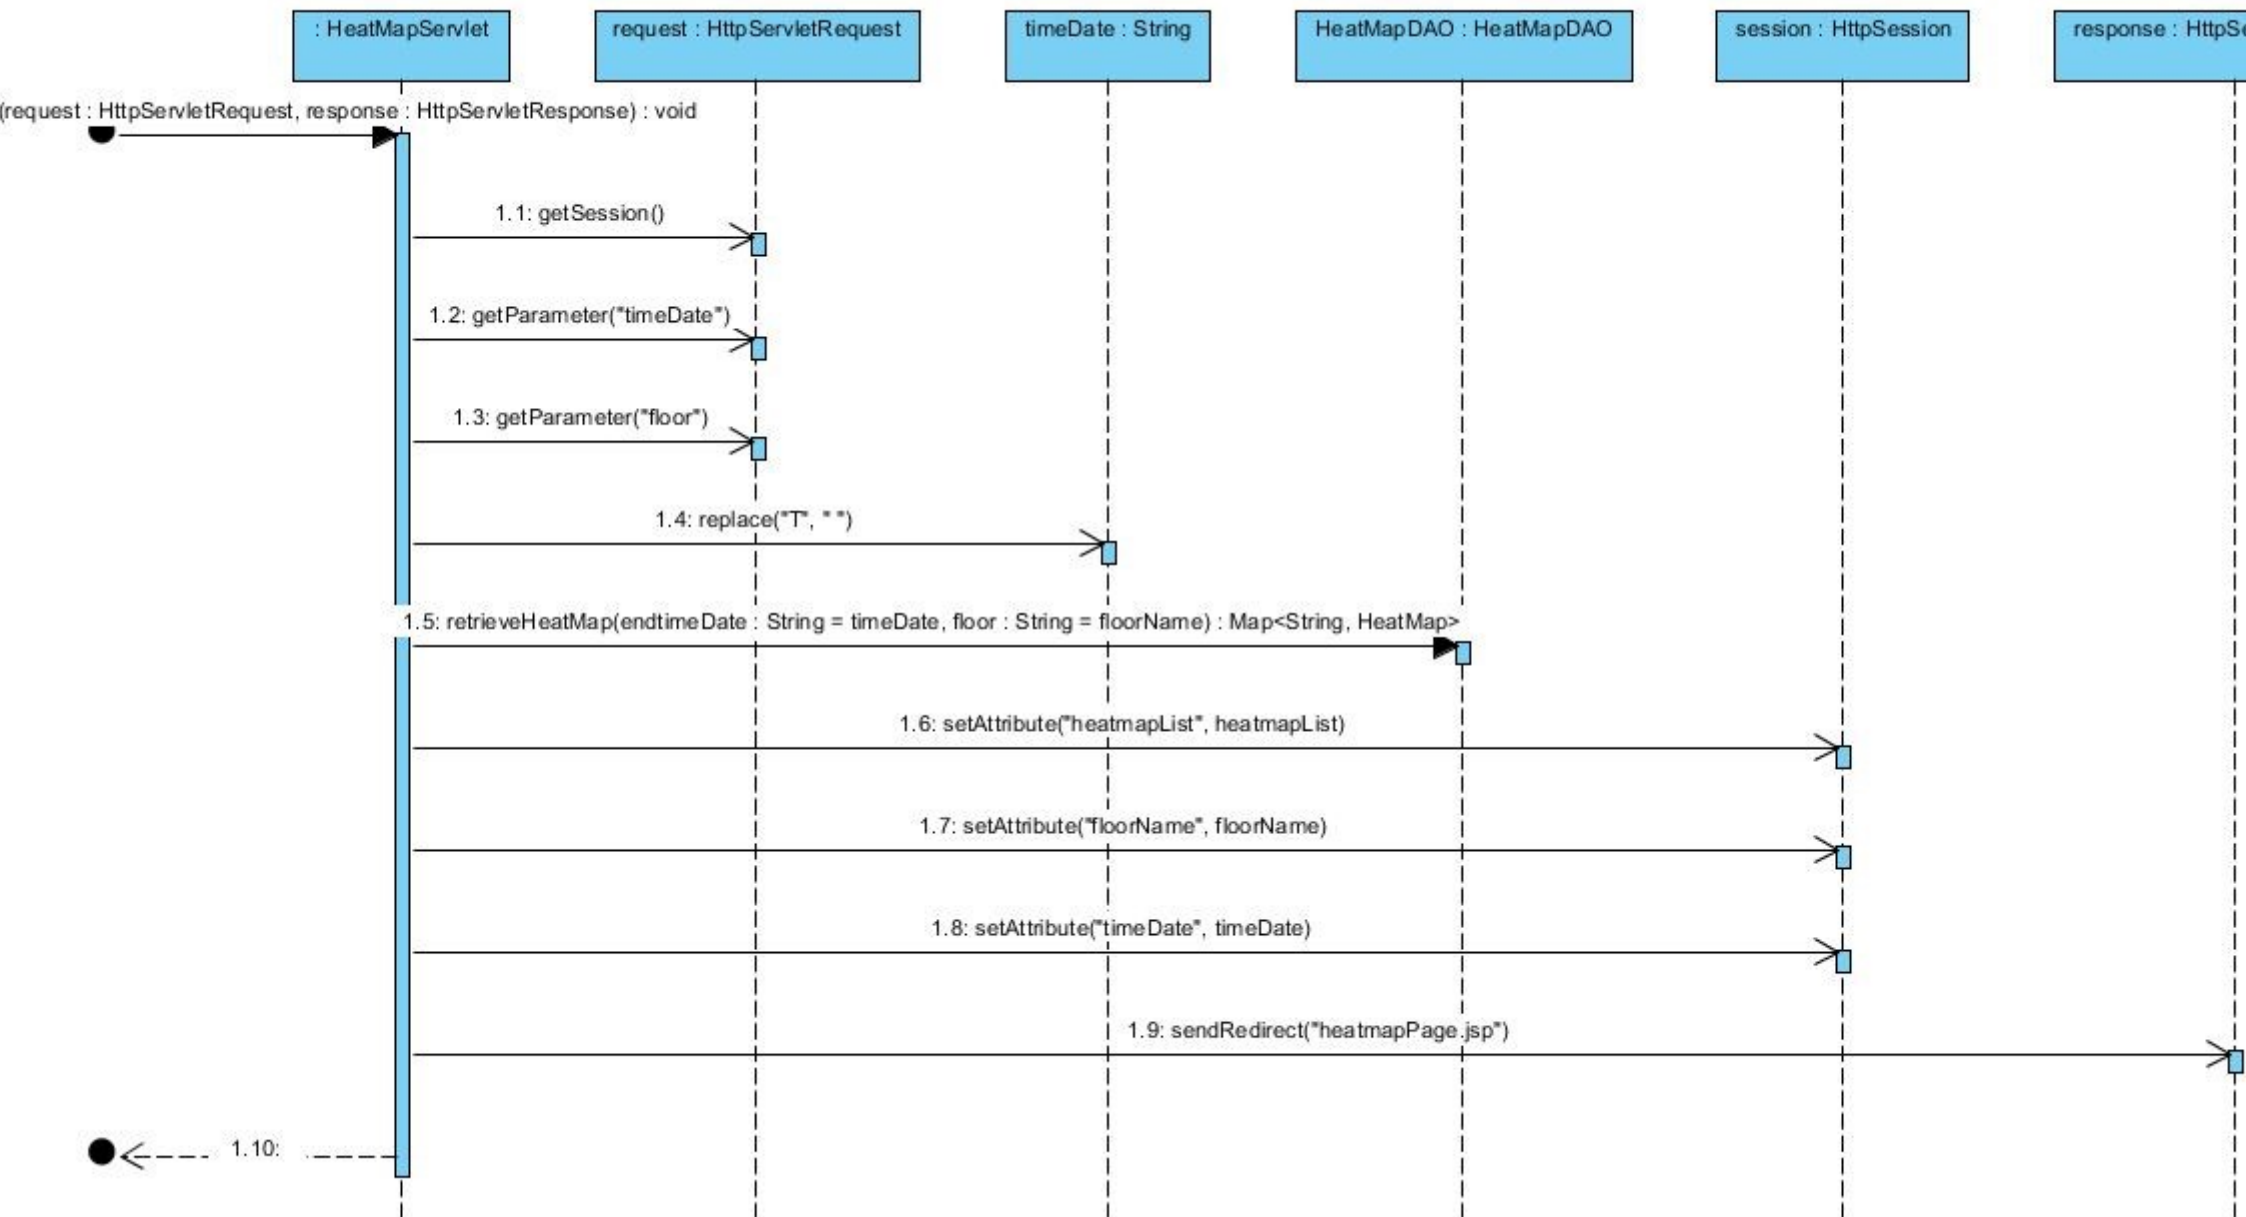 : HeatMapServlet
request : HttpServletRequest
timeDate : String
HeatMapDAO : HeatMapDAO
session : HttpSession
response : HttpSe
(request : HttpServletRequest, response : HttpServletResponse) : void
1.1: getSession()
1.2: getParameter("timeDate")
1.3: getParameter("floor")
1.4: replace("T", " ")
1.5: retrieveHeatMap(endtimeDate : String = timeDate, floor : String = floorName) : Map<String, HeatMap>
1.6: setAttribute("heatmapList", heatmapList)
1.7: setAttribute("floorName", floorName)
1.8: setAttribute("timeDate", timeDate)
1.9: sendRedirect("heatmapPage.jsp")
1.10: